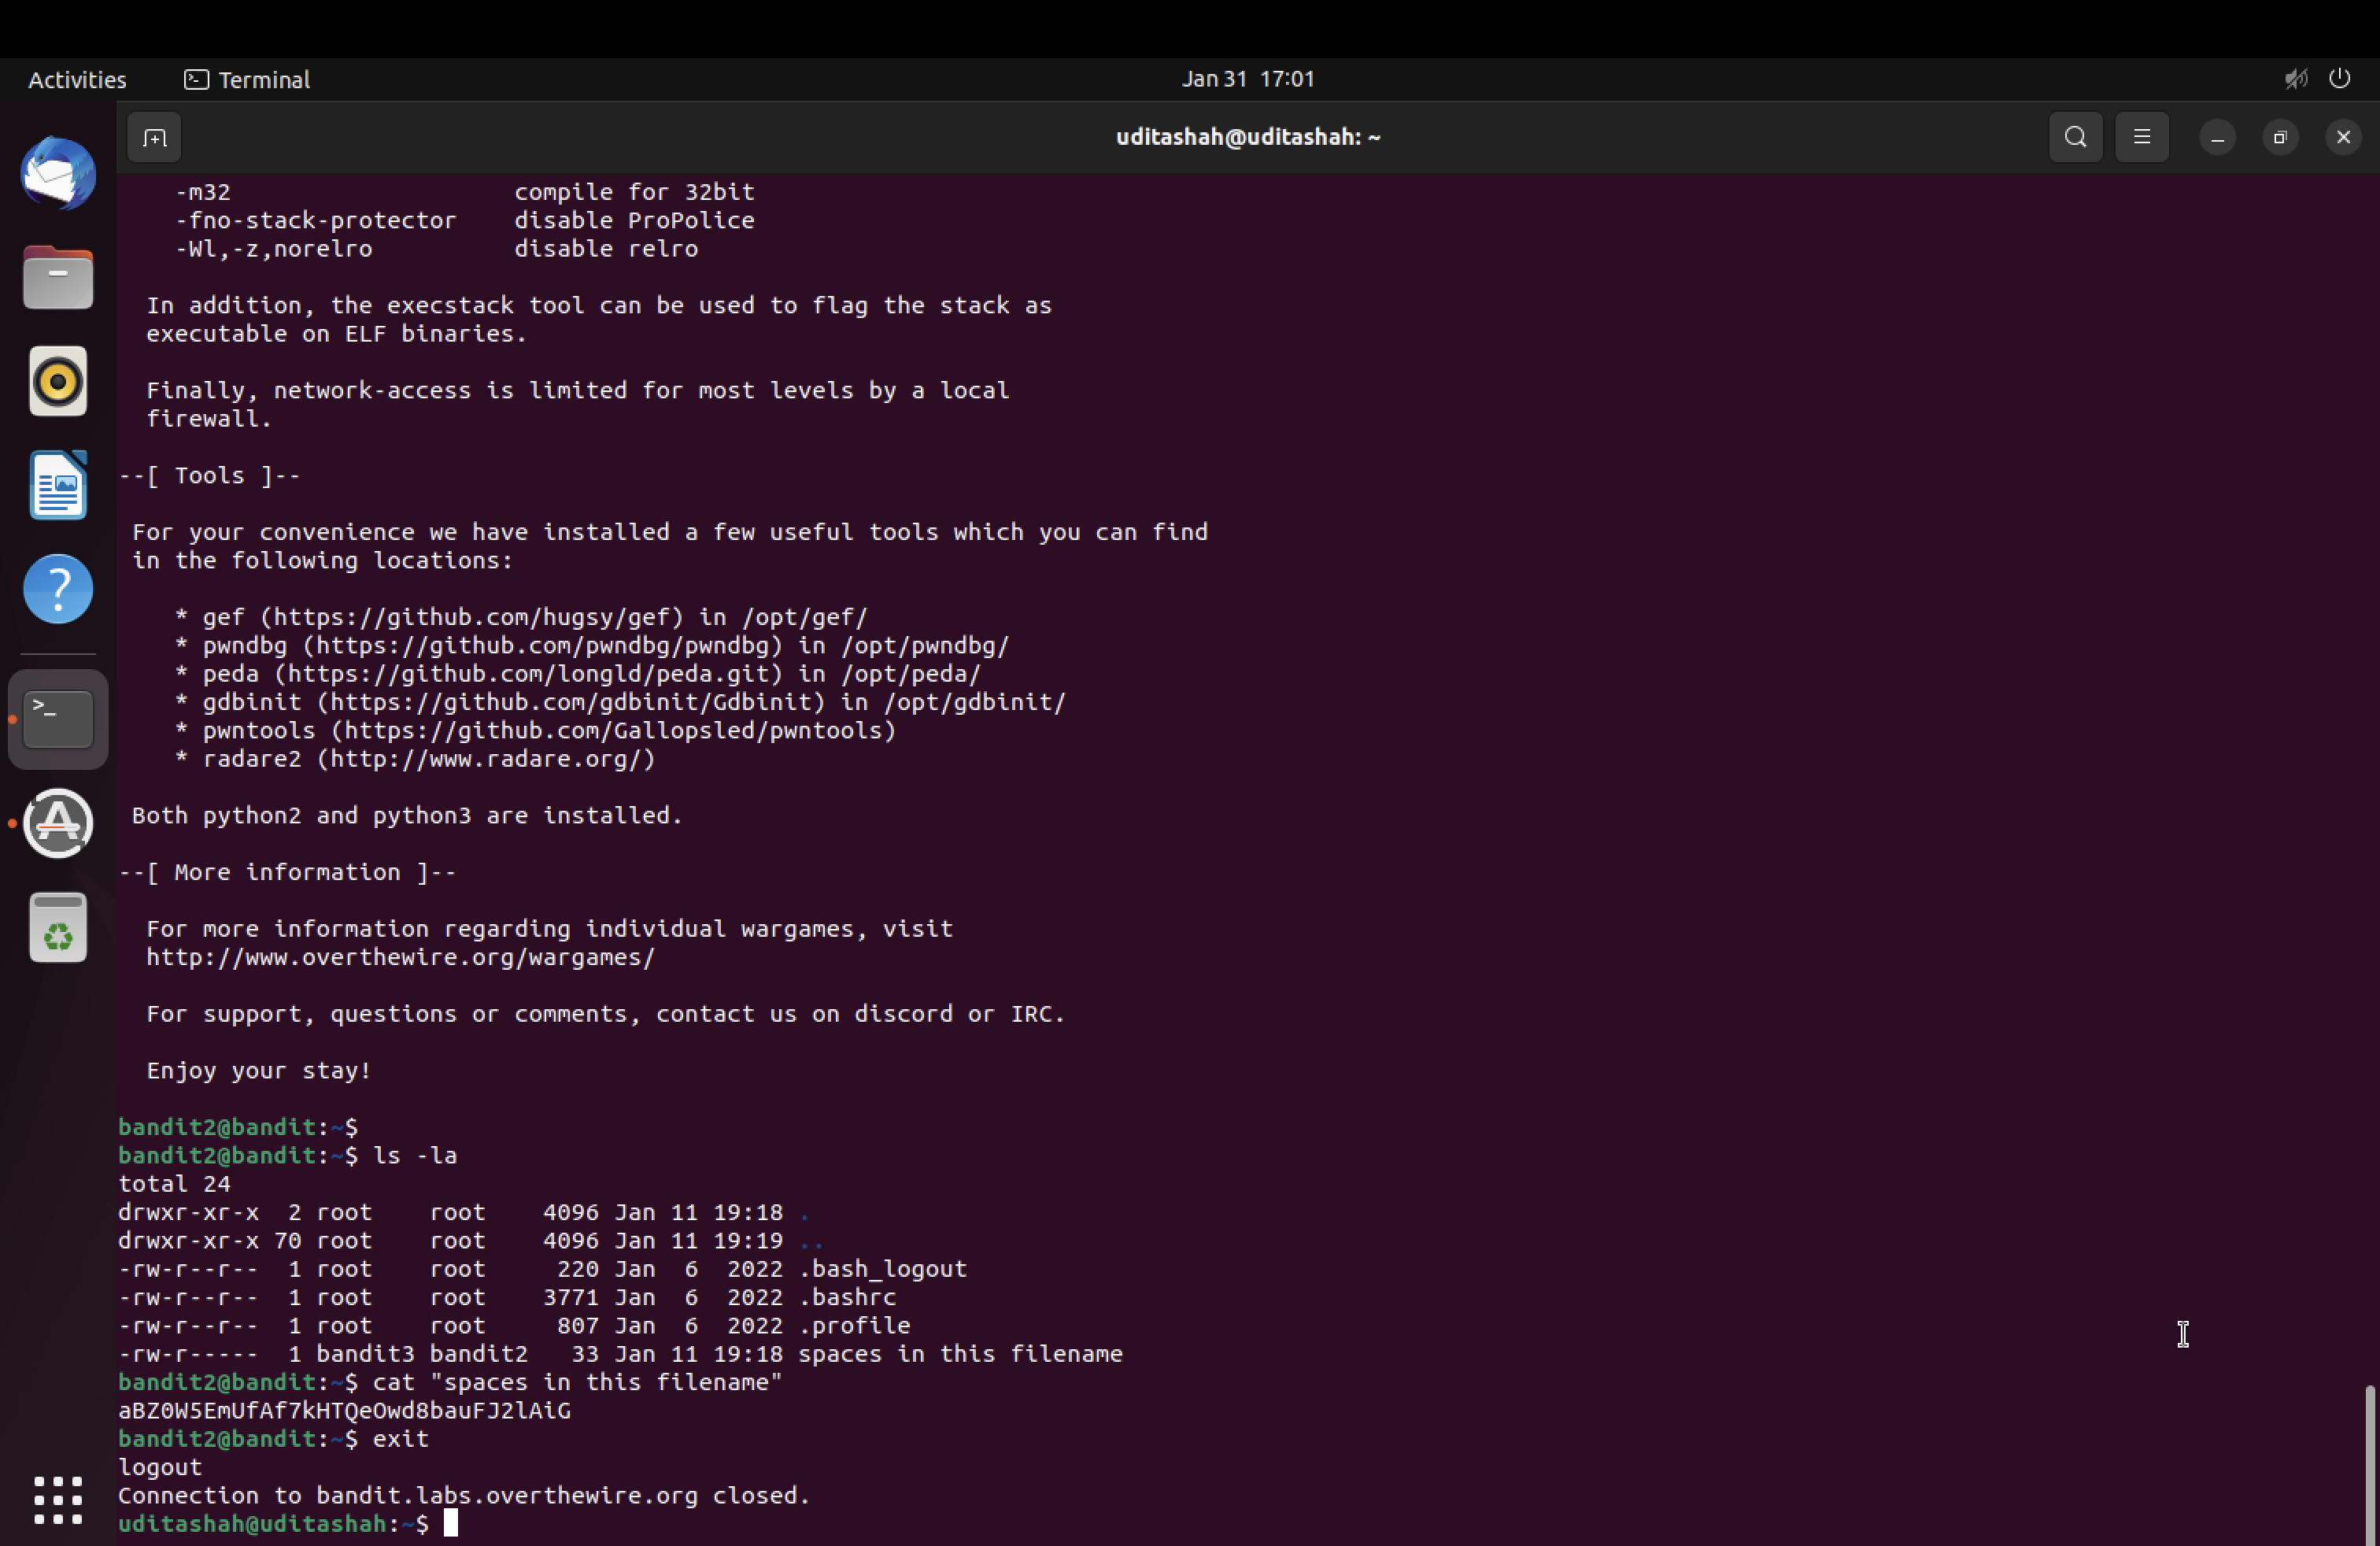 Activities Terminal Jan 31 17:01
uditashah@uditashah: ~
-m32 compile for 32bit
-fno-stack-protector disable ProPolice
-Wl,-z,norelro disable relro
In addition, the execstack tool can be used to flag the stack as
executable on ELF binaries.
Finally, network-access is limited for most levels by a local
firewall.
--[ Tools ]--
For your convenience we have installed a few useful tools which you can find
in the following locations:
* gef (https://github.com/hugsy/gef) in /opt/gef/
* pwndbg (https://github.com/pwndbg/pwndbg) in /opt/pwndbg/
* peda (https://github.com/longld/peda.git) in /opt/peda/
* gdbinit (https://github.com/gdbinit/Gdbinit) in /opt/gdbinit/
* pwntools (https://github.com/Gallopsled/pwntools)
* radare2 (http://www.radare.org/)
Both python2 and python3 are installed.
--[ More information ]--
For more information regarding individual wargames, visit
http://www.overthewire.org/wargames/
For support, questions or comments, contact us on discord or IRC.
Enjoy your stay!
bandit2@bandit:~$
bandit2@bandit:~$ ls -la
total 24
drwxr-xr-x 2 root root 4096 Jan 11 19:18 .
drwxr-xr-x 70 root root 4096 Jan 11 19:19 ..
-rw-r--r-- 1 root root 220 Jan 6 2022 .bash_logout
-rw-r--r-- 1 root root 3771 Jan 6 2022 .bashrc
-rw-r--r-- 1 root root 807 Jan 6 2022 .profile
-rw-r----- 1 bandit3 bandit2 33 Jan 11 19:18 spaces in this filename
bandit2@bandit:~$ cat "spaces in this filename"
aBZ0W5EmUfAf7kHTQeOwd8bauFJ2lAiG
bandit2@bandit:~$ exit
logout
Connection to bandit.labs.overthewire.org closed.
uditashah@uditashah:~$